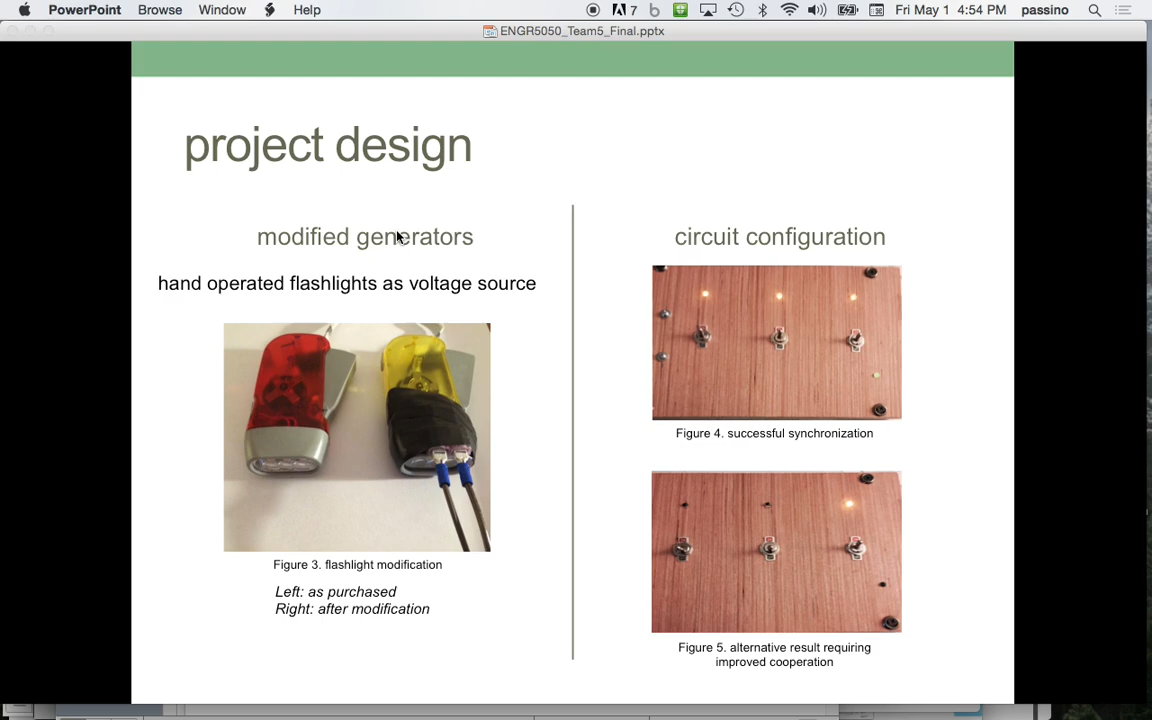 PowerPoint Browse Window Help
7 Fri May 1 4:54 PM passino
ENGR5050_Team5_Final.pptx
project design
modified generators
hand operated flashlights as voltage source
Figure 3. flashlight modification
Left: as purchased
Right: after modification
circuit configuration
Figure 4. successful synchronization
Figure 5. alternative result requiring
improved cooperation